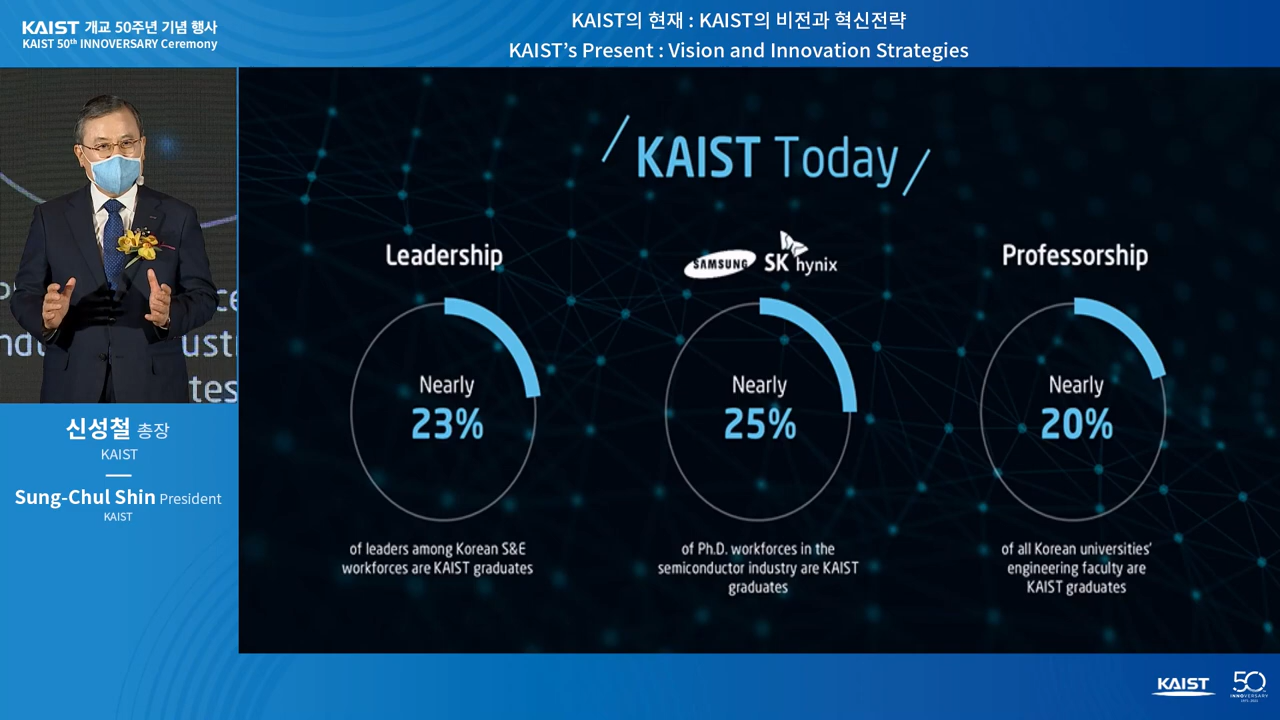 KAIST 개교 50주년 기념 행사
KAIST 50th INNOVERSARY Ceremony
KAIST의 현재 : KAIST의 비전과 혁신전략
KAIST's Present : Vision and Innovation Strategies
신성철 총장
KAIST
Sung-Chul Shin President
KAIST
KAIST Today
Leadership
Nearly
23%
of leaders among Korean S&E
workforces are KAIST graduates
SAMSUNG SK hynix
Nearly
25%
of Ph.D. workforces in the
semiconductor industry are KAIST
graduates
Professorship
Nearly
20%
of all Korean universities'
engineering faculty are
KAIST graduates
KAIST
50
INNOVERSARY